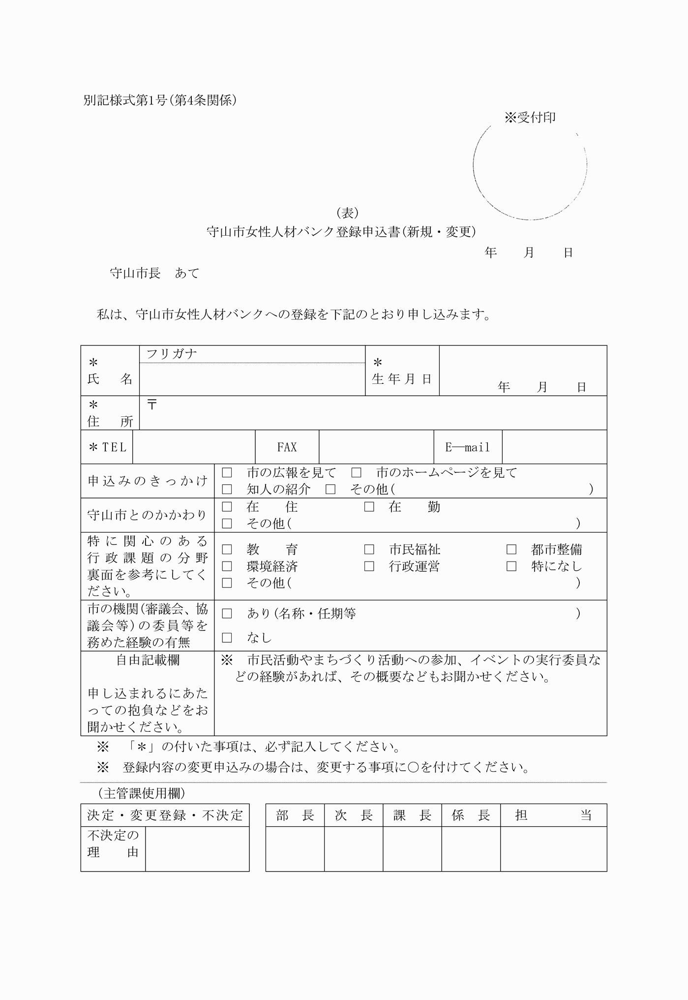 別記様式第1号(第4条関係)
※受付印
(表)
守山市女性人材バンク登録申込書(新規・変更)
年　　月　　日
守山市長　あて
私は、守山市女性人材バンクへの登録を下記のとおり申し込みます。
＊
氏　名
フリガナ
＊
生年月日
年　　月　　日
＊
住　所
〒
＊TEL
FAX
E―mail
申込みのきっかけ
□　市の広報を見て　□　市のホームページを見て
□　知人の紹介　□　その他(　　　　　　　　　　　　　　　)
守山市とのかかわり
□　在　　住　　　　　□　在　　勤
□　その他(　　　　　　　　　　　　　　　　　　　　　　)
特に関心のある
行政課題の分野
裏面を参考にしてく
ださい。
□　教　　育　　　　　□　市民福祉　　　　　□　都市整備
□　環境経済　　　　　□　行政運営　　　　　□　特になし
□　その他(　　　　　　　　　　　　　　　　　　　　　　)
市の機関(審議会、協
議会等)の委員等を
務めた経験の有無
□　あり(名称・任期等　　　　　　　　　　　　　　　　　)
□　なし
自由記載欄
申し込まれるにあた
っての抱負などをお
聞かせください。
※　市民活動やまちづくり活動への参加、イベントの実行委員な
どの経験があれば、その概要などもお聞かせください。
※　「＊」の付いた事項は、必ず記入してください。
※　登録内容の変更申込みの場合は、変更する事項に○を付けてください。
(主管課使用欄)
決定・変更登録・不決定
不決定の
理　　由
部　長　次　長　課　長　係　長　担　　　　当